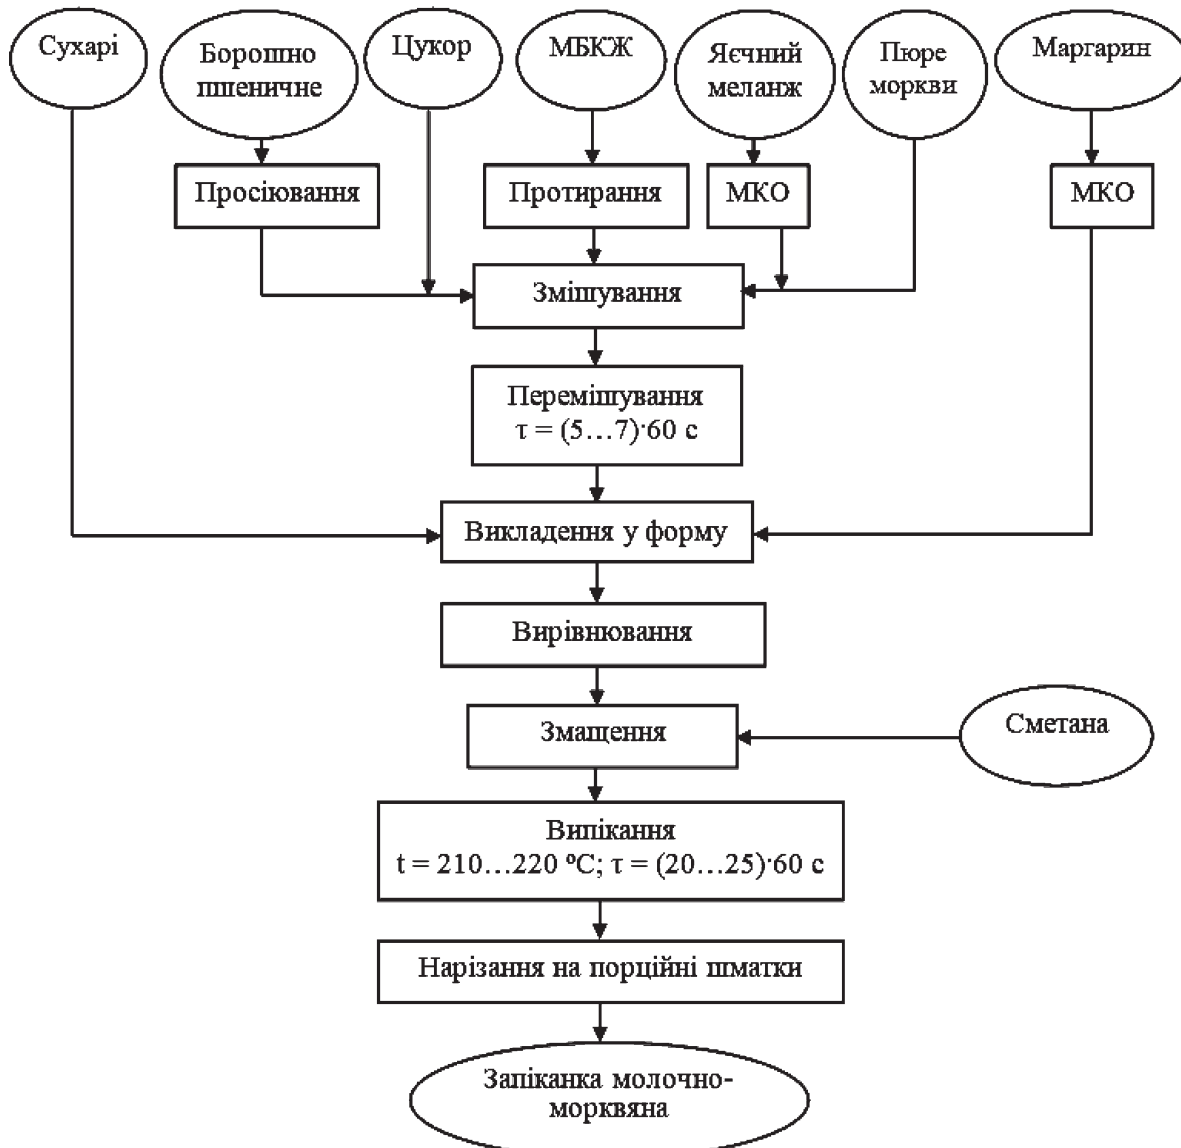 Сухарі
Борошно
пшеничне
Цукор
МБКЖ
Яєчний
меланж
Пюре
моркви
Маргарин
Просіювання
Протирання
МКО
МКО
Змішування
Перемішування
τ = (5…7)·60 с
Викладення у форму
Вирівнювання
Змащення
Сметана
Випікання
t = 210…220 ºС; τ = (20…25)·60 с
Нарізання на порційні шматки
Запіканка молочно-
морквяна